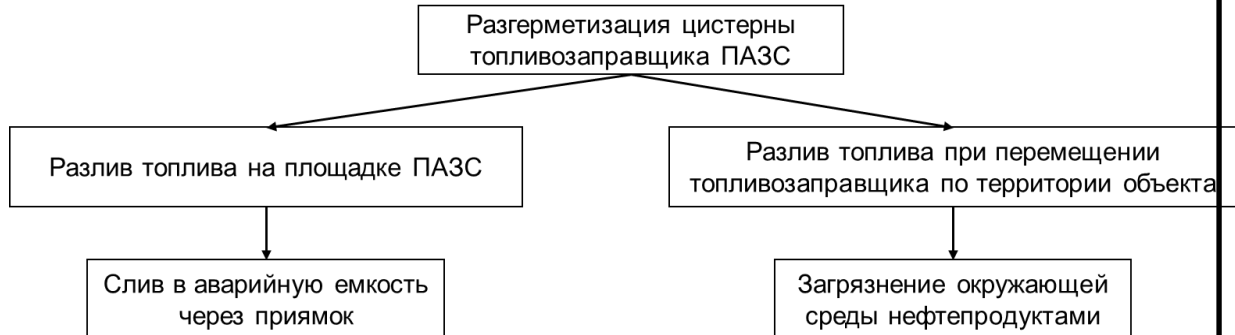 Разгерметизация цистерны
топливозаправщика ПАЗС
Разлив топлива на площадке ПАЗС
Разлив топлива при перемещении
топливозаправщика по территории объекта
Слив в аварийную емкость
через приямок
Загрязнение окружающей
среды нефтепродуктами